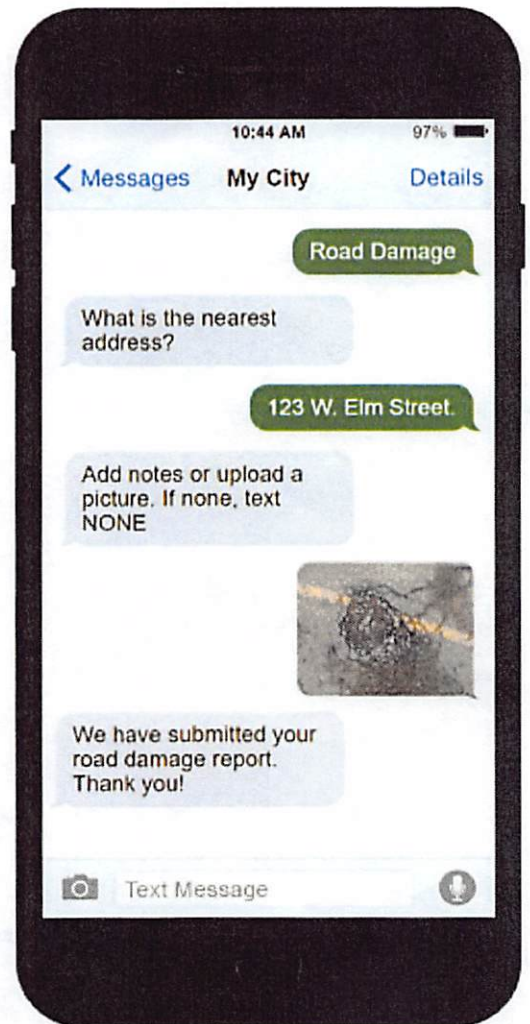 10:44 AM 97%
Messages My City Details
Road Damage
What is the nearest
address?
123 W. Elm Street.
Add notes or upload a
picture. If none, text
NONE
We have submitted your
road damage report.
Thank you!
Text Message